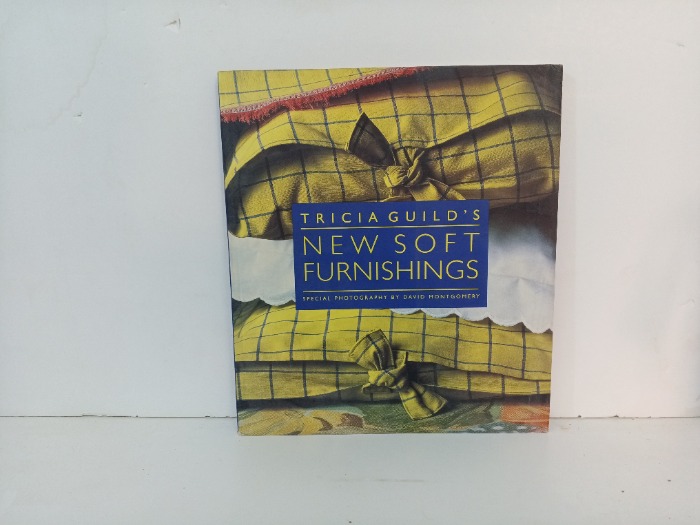 TRICIA GUILD'S
NEW SOFT
FURNISHINGS
SPECIAL PHOTOGRAPHY BY DAVID MONTGOMERY